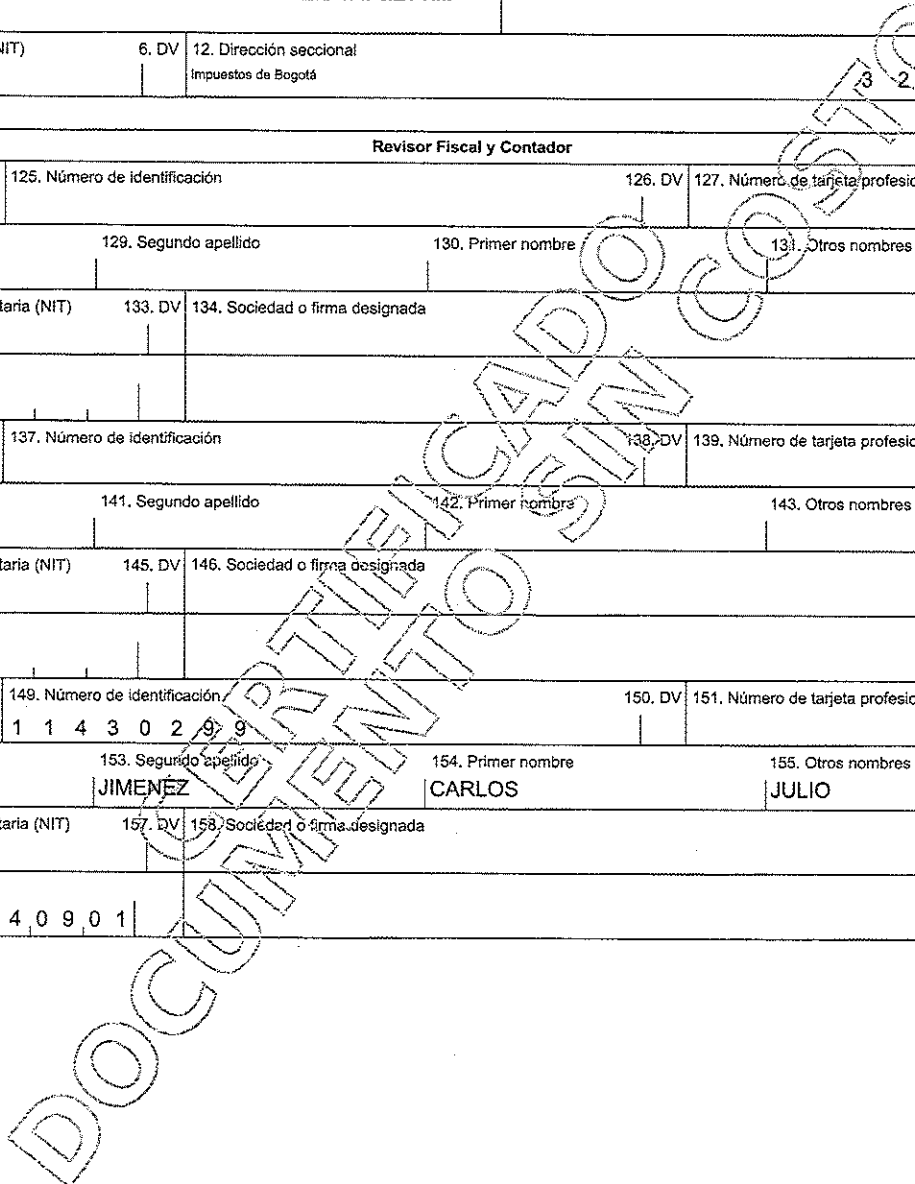 NIT) 6. DV 12. Dirección seccional
Impuestos de Bogotá 3 2
Revisor Fiscal y Contador
125. Número de identificación 126. DV 127. Número de tarjeta profesio
129. Segundo apellido 130. Primer nombre 131. Otros nombres
taria (NIT) 133. DV 134. Sociedad o firma designada
137. Número de identificación 138. DV 139. Número de tarjeta profesio
141. Segundo apellido 142. Primer nombre 143. Otros nombres
taria (NIT) 145. DV 146. Sociedad o firma designada
149. Número de identificación 150. DV 151. Número de tarjeta profesio
1 1 4 3 0 2 9 9
153. Segundo apellido 154. Primer nombre 155. Otros nombres
JIMENEZ CARLOS JULIO
taria (NIT) 157. DV 158. Sociedad o firma designada
4 0 9 0 1
CERTIFICADO
DOCUMENTO SIN COSTO